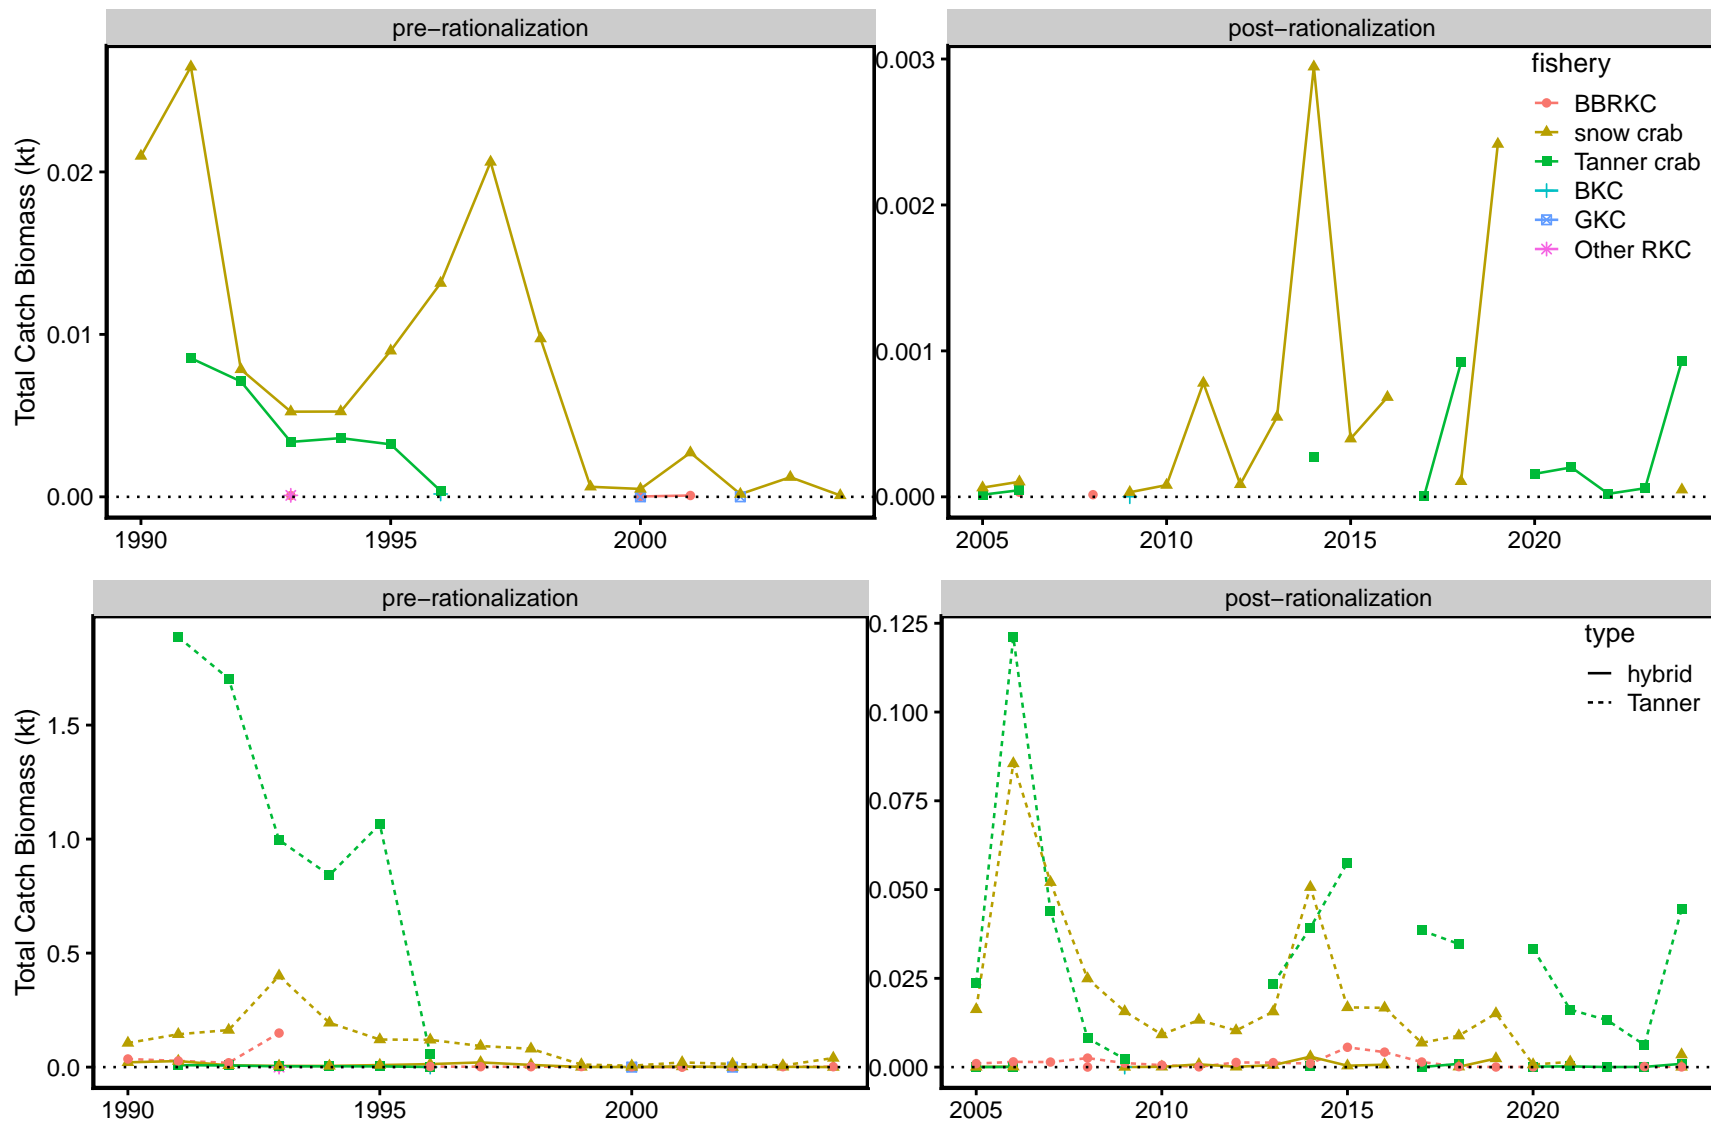 pre−rationalization
post−rationalization
Total Catch Biomass (kt)
0.02
0.01
0.00
1990
1995
2000
0.003
0.002
0.001
0.000
2005
2010
2015
2020
fishery
BBRKC
snow crab
Tanner crab
BKC
GKC
Other RKC
pre−rationalization
post−rationalization
Total Catch Biomass (kt)
1.5
1.0
0.5
0.0
1990
1995
2000
0.125
0.100
0.075
0.050
0.025
0.000
2005
2010
2015
2020
type
hybrid
Tanner